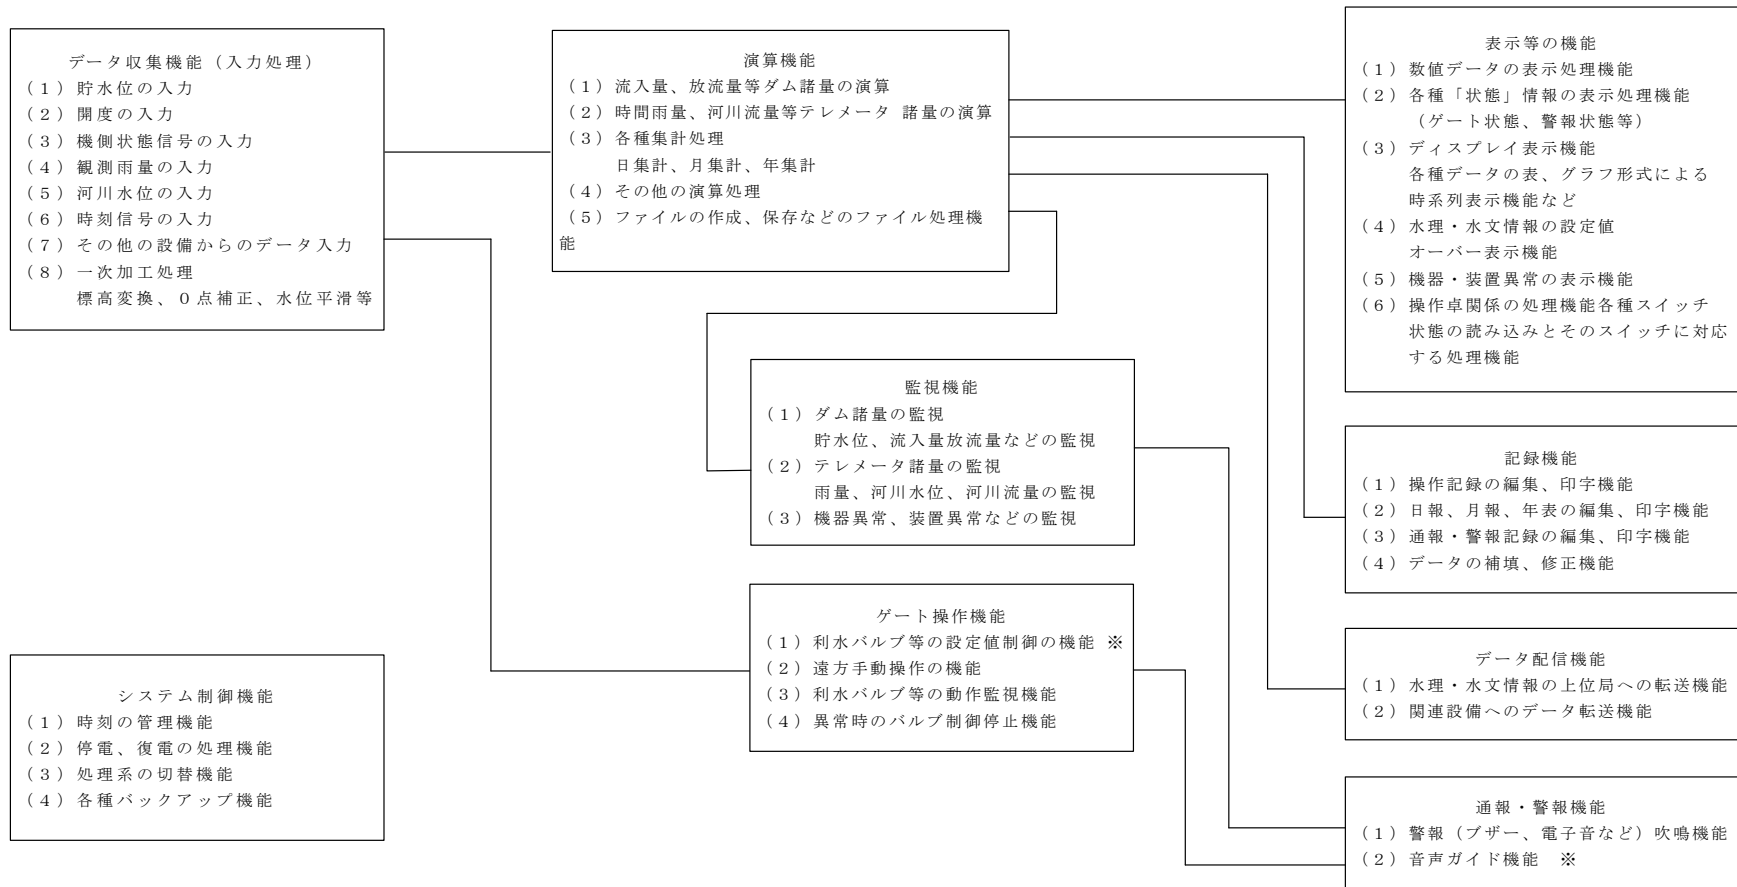 データ収集機能（入力処理）
（１）貯水位の入力
（２）開度の入力
（３）機側状態信号の入力
（４）観測雨量の入力
（５）河川水位の入力
（６）時刻信号の入力
（７）その他の設備からのデータ入力
（８）一次加工処理
標高変換、０点補正、水位平滑等
システム制御機能
（１）時刻の管理機能
（２）停電、復電の処理機能
（３）処理系の切替機能
（４）各種バックアップ機能
演算機能
（１）流入量、放流量等ダム諸量の演算
（２）時間雨量、河川流量等テレメータ 諸量の演算
（３）各種集計処理
日集計、月集計、年集計
（４）その他の演算処理
（５）ファイルの作成、保存などのファイル処理機
能
監視機能
（１）ダム諸量の監視
貯水位、流入量放流量などの監視
（２）テレメータ諸量の監視
雨量、河川水位、河川流量の監視
（３）機器異常、装置異常などの監視
ゲート操作機能
（１）利水バルブ等の設定値制御の機能 ※
（２）遠方手動操作の機能
（３）利水バルブ等の動作監視機能
（４）異常時のバルブ制御停止機能
表示等の機能
（１）数値データの表示処理機能
（２）各種「状態」情報の表示処理機能
（ゲート状態、警報状態等）
（３）ディスプレイ表示機能
各種データの表、グラフ形式による
時系列表示機能など
（４）水理・水文情報の設定値
オーバー表示機能
（５）機器・装置異常の表示機能
（６）操作卓関係の処理機能各種スイッチ
状態の読み込みとそのスイッチに対応
する処理機能
記録機能
（１）操作記録の編集、印字機能
（２）日報、月報、年表の編集、印字機能
（３）通報・警報記録の編集、印字機能
（４）データの補填、修正機能
データ配信機能
（１）水理・水文情報の上位局への転送機能
（２）関連設備へのデータ転送機能
通報・警報機能
（１）警報（ブザー、電子音など）吹鳴機能
（２）音声ガイド機能　※